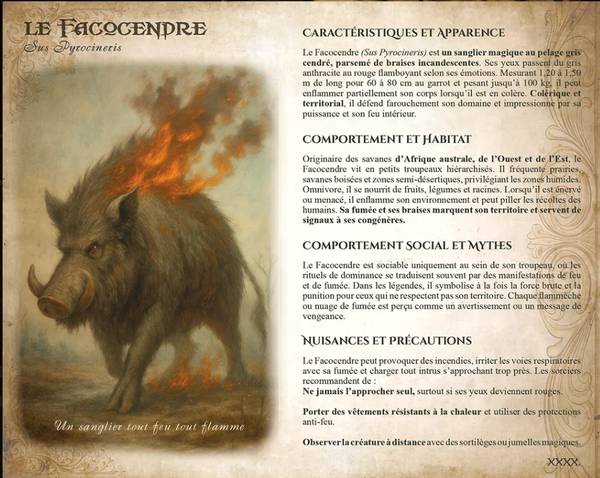 le Facocendre
Sus Pyrocineris
Un sanglier tout feu tout flamme
Caractéristiques et Apparence
Le Facocendre (Sus Pyrocineris) est un sanglier magique au pelage gris
cendré, parsemé de braises incandescentes. Ses yeux passent du gris
anthracite au rouge flamboyant selon ses émotions. Mesurant 1,20 à 1,50
m de long pour 60 à 80 cm au garrot et pesant jusqu'à 100 kg, il peut
enflammer partiellement son corps lorsqu'il est en colère. Colérique et
territorial, il défend farouchement son domaine et impressionne par sa
puissance et son feu intérieur.
Comportement et Habitat
Originaire des savanes d'Afrique australe, de l'Ouest et de l'Est, le
Facocendre vit en petits troupeaux hiérarchisés. Il fréquente prairies,
savanes boisées et zones semi-désertiques, privilégiant les zones humides.
Omnivore, il se nourrit de fruits, légumes et racines. Lorsqu'il est énervé
ou menacé, il enflamme son environnement et peut piller les récoltes des
humains. Sa fumée et ses braises marquent son territoire et servent de
signaux à ses congénères.
Comportement Social et Mythes
Le Facocendre est sociable uniquement au sein de son troupeau, où les
rituels de dominance se traduisent souvent par des manifestations de feu
et de fumée. Dans les légendes, il symbolise à la fois la force brute et la
punition pour ceux qui ne respectent pas son territoire. Chaque flammèche
ou nuage de fumée est perçu comme un avertissement ou un message de
vengeance.
Nuisances et précautions
Le Facocendre peut provoquer des incendies, irriter les voies respiratoires
avec sa fumée et charger tout intrus s'approchant trop près. Les sorciers
recommandent de :
Ne jamais l'approcher seul, surtout si ses yeux deviennent rouges.
Porter des vêtements résistants à la chaleur et utiliser des protections
anti-feu.
Observer la créature à distance avec des sortilèges ou jumelles magiques.
XXXX